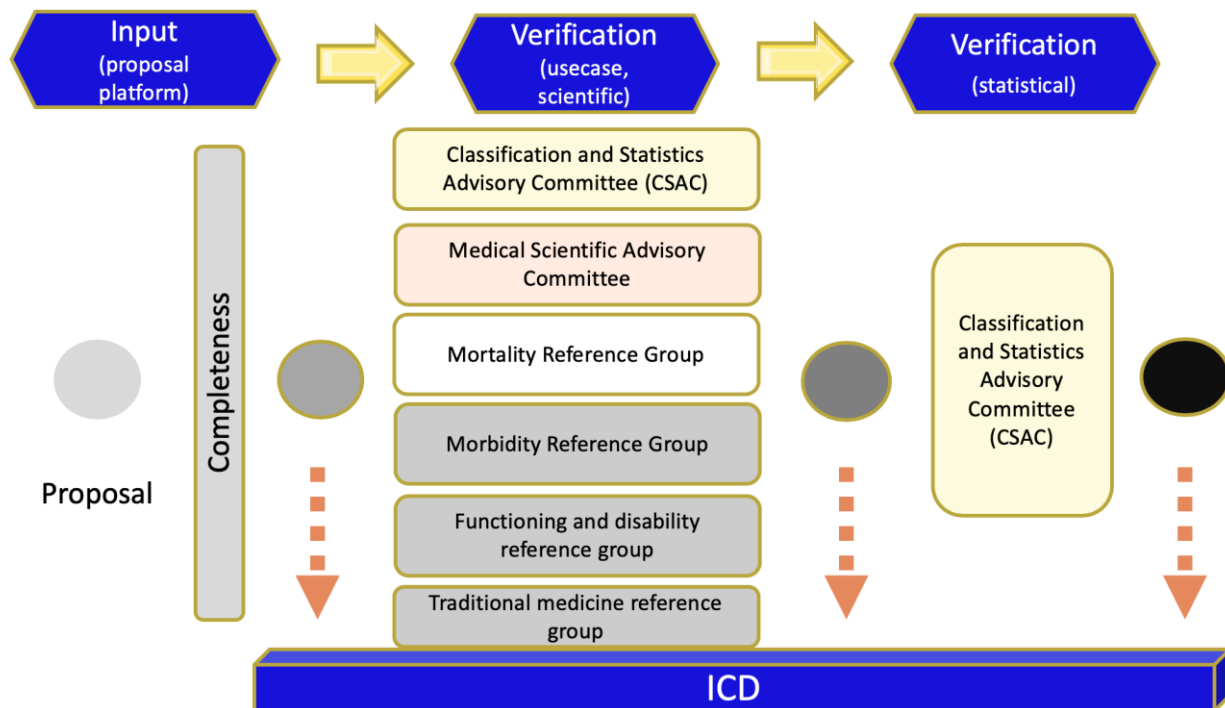 Input
(proposal
platform)
Verification
(usecase,
scientific)
Verification
(statistical)
Completeness
Proposal
Classification and Statistics
Advisory Committee (CSAC)
Medical Scientific Advisory
Committee
Mortality Reference Group
Morbidity Reference Group
Functioning and disability
reference group
Traditional medicine reference
group
Classification
and Statistics
Advisory
Committee
(CSAC)
ICD